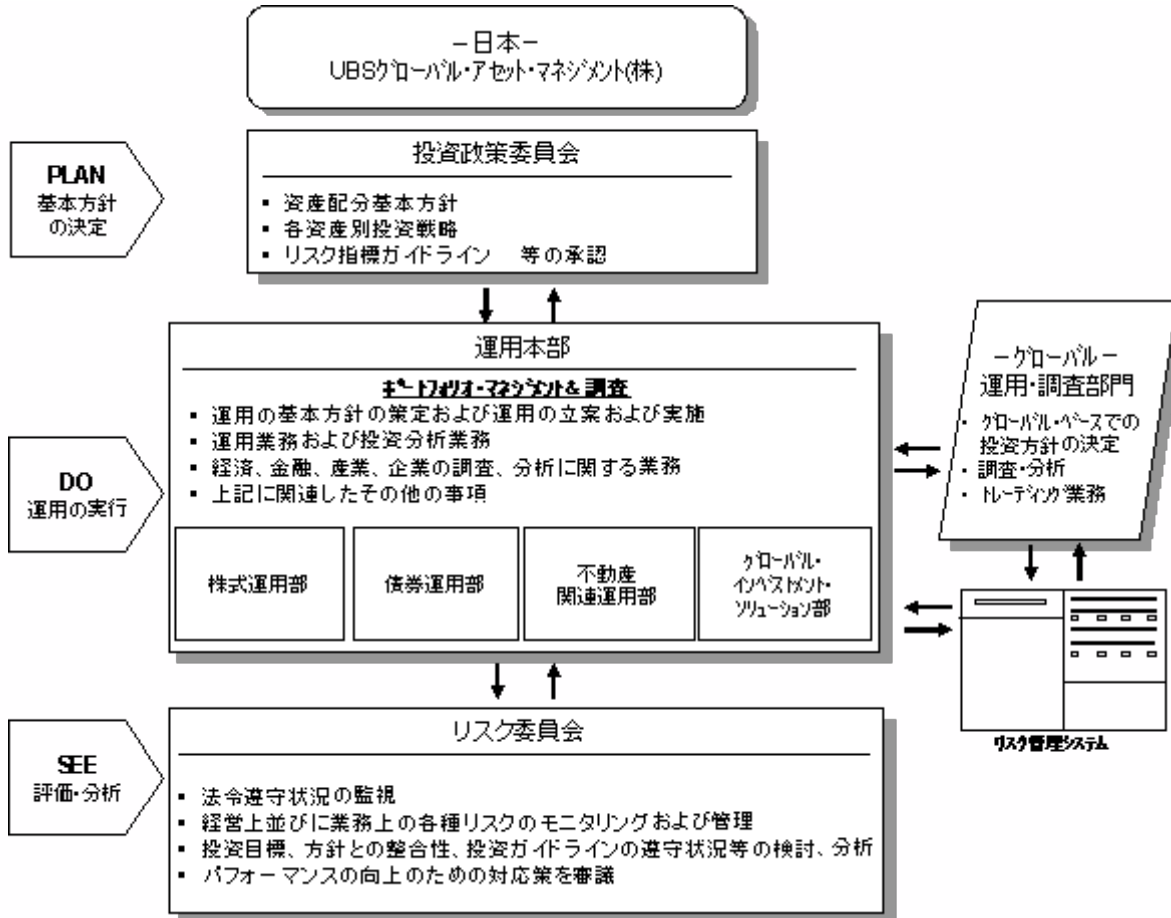 －日本－
UBSグローバル・アセット・マネジメント(株)
PLAN
基本方針
の決定
投資政策委員会
▪ 資産配分基本方針
▪ 各資産別投資戦略
▪ リスク指標ガイドライン 等の承認
DO
運用の実行
運用本部
ポートフォリオ・マネジメント& 調査
▪ 運用の基本方針の策定および運用の立案および実施
▪ 運用業務および投資分析業務
▪ 経済、金融、産業、企業の調査、分析に関する業務
▪ 上記に関連したその他の事項
株式運用部
債券運用部
不動産
関連運用部
グローバル・
インベストメント・
ソリューション部
－グローバル－
運用・調査部門
・ グローバル・ベースでの
投資方針の決定
・ 調査・分析
・ トレーディング業務
リスク管理システム
SEE
評価・分析
リスク委員会
▪ 法令遵守状況の監視
▪ 経営上並びに業務上の各種リスクのモニタリングおよび管理
▪ 投資目標、方針との整合性、投資ガイドラインの遵守状況等の検討、分析
▪ パフォーマンスの向上のための対応策を審議